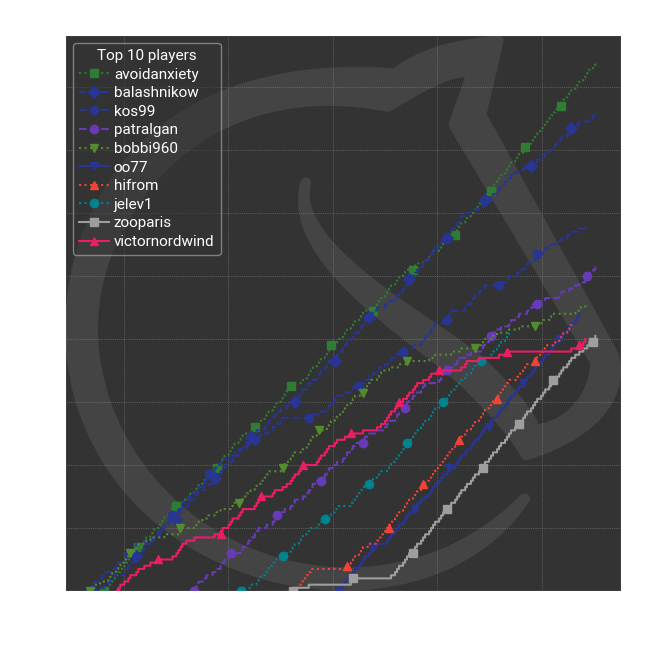 Top 10 players
avoidanxiety
balashnikow
kos99
patralgan
bobbi960
oo77
hifrom
jelev1
zooparis
victornordwind